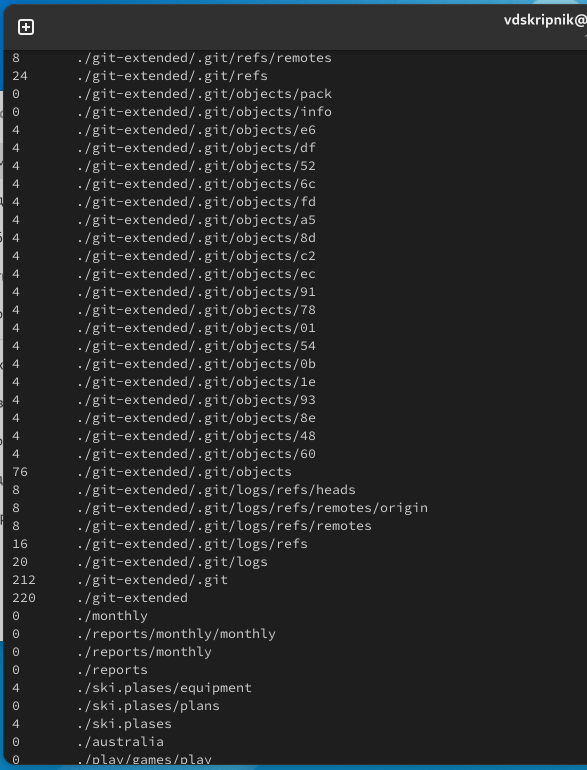 vdskripnik@
8 ./git-extended/.git/refs/remotes
24 ./git-extended/.git/refs
0 ./git-extended/.git/objects/pack
0 ./git-extended/.git/objects/info
4 ./git-extended/.git/objects/e6
4 ./git-extended/.git/objects/df
4 ./git-extended/.git/objects/52
4 ./git-extended/.git/objects/6c
4 ./git-extended/.git/objects/fd
4 ./git-extended/.git/objects/a5
4 ./git-extended/.git/objects/8d
4 ./git-extended/.git/objects/c2
4 ./git-extended/.git/objects/ec
4 ./git-extended/.git/objects/91
4 ./git-extended/.git/objects/78
4 ./git-extended/.git/objects/01
4 ./git-extended/.git/objects/54
4 ./git-extended/.git/objects/0b
4 ./git-extended/.git/objects/1e
4 ./git-extended/.git/objects/93
4 ./git-extended/.git/objects/8e
4 ./git-extended/.git/objects/48
4 ./git-extended/.git/objects/60
76 ./git-extended/.git/objects
8 ./git-extended/.git/logs/refs/heads
8 ./git-extended/.git/logs/refs/remotes/origin
8 ./git-extended/.git/logs/refs/remotes
16 ./git-extended/.git/logs/refs
20 ./git-extended/.git/logs
212 ./git-extended/.git
220 ./git-extended
0 ./monthly
0 ./reports/monthly/monthly
0 ./reports/monthly
0 ./reports
4 ./ski.plases/equipment
0 ./ski.plases/plans
4 ./ski.plases
0 ./australia
0 ./play/games/play